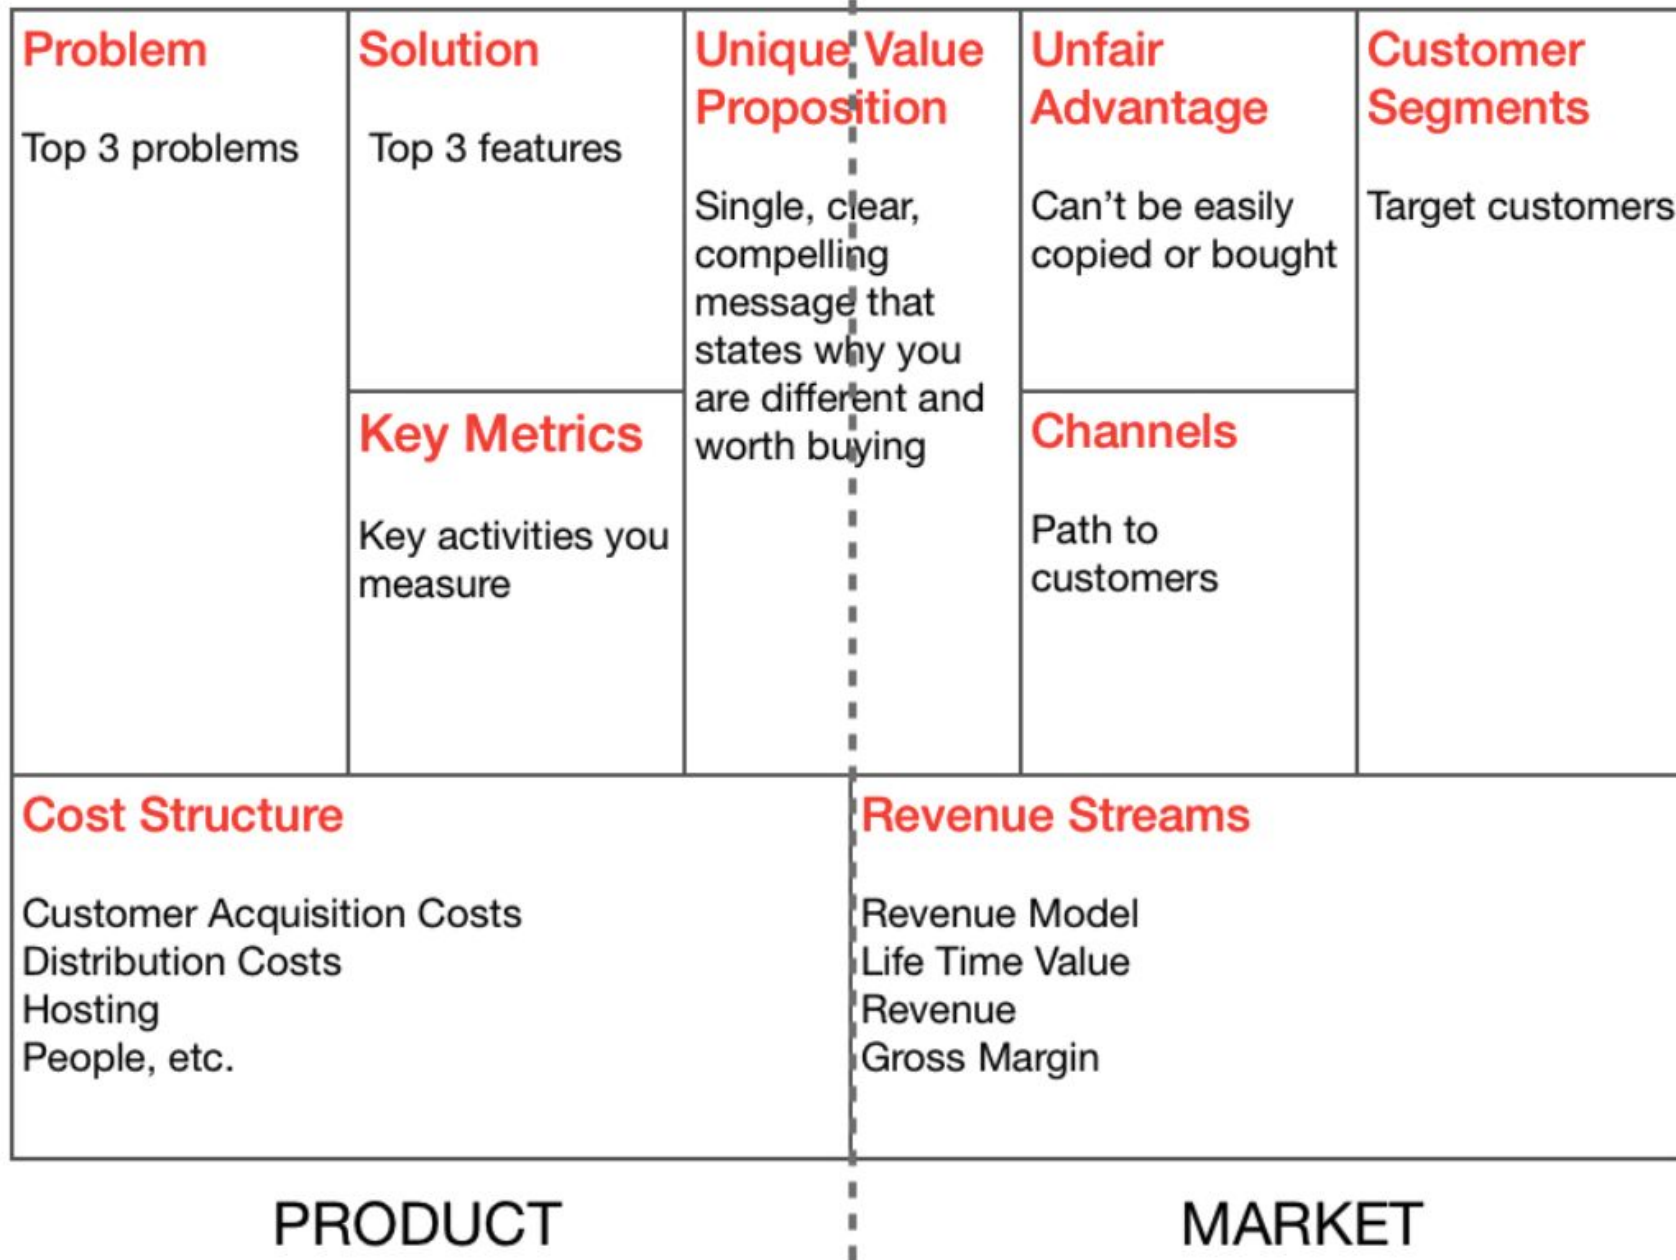 Problem
Top 3 problems
Solution
Top 3 features
Key Metrics
Key activities you
measure
Unique Value
Proposition
Single, clear,
compelling
message that
states why you
are different and
worth buying
Unfair
Advantage
Can't be easily
copied or bought
Channels
Path to
customers
Customer
Segments
Target customers
Cost Structure
Customer Acquisition Costs
Distribution Costs
Hosting
People, etc.
Revenue Streams
Revenue Model
Life Time Value
Revenue
Gross Margin
PRODUCT
MARKET